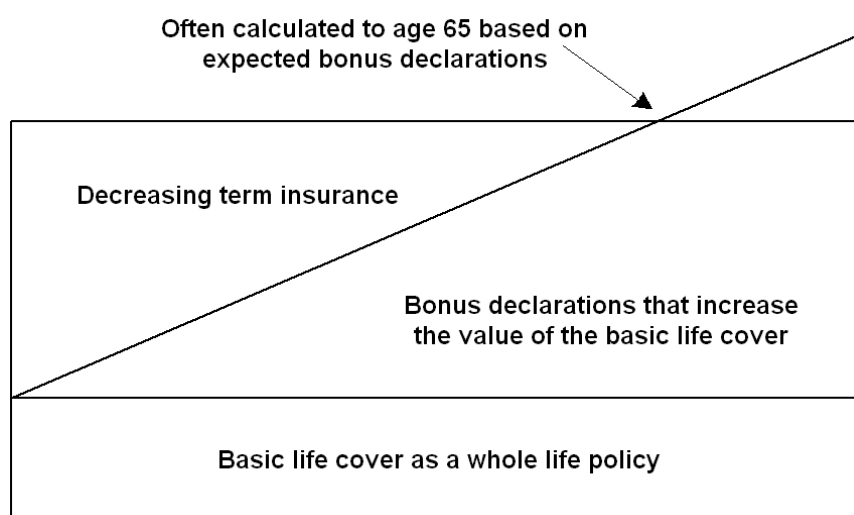 Often calculated to age 65 based on
expected bonus declarations
Decreasing term insurance
Bonus declarations that increase
the value of the basic life cover
Basic life cover as a whole life policy